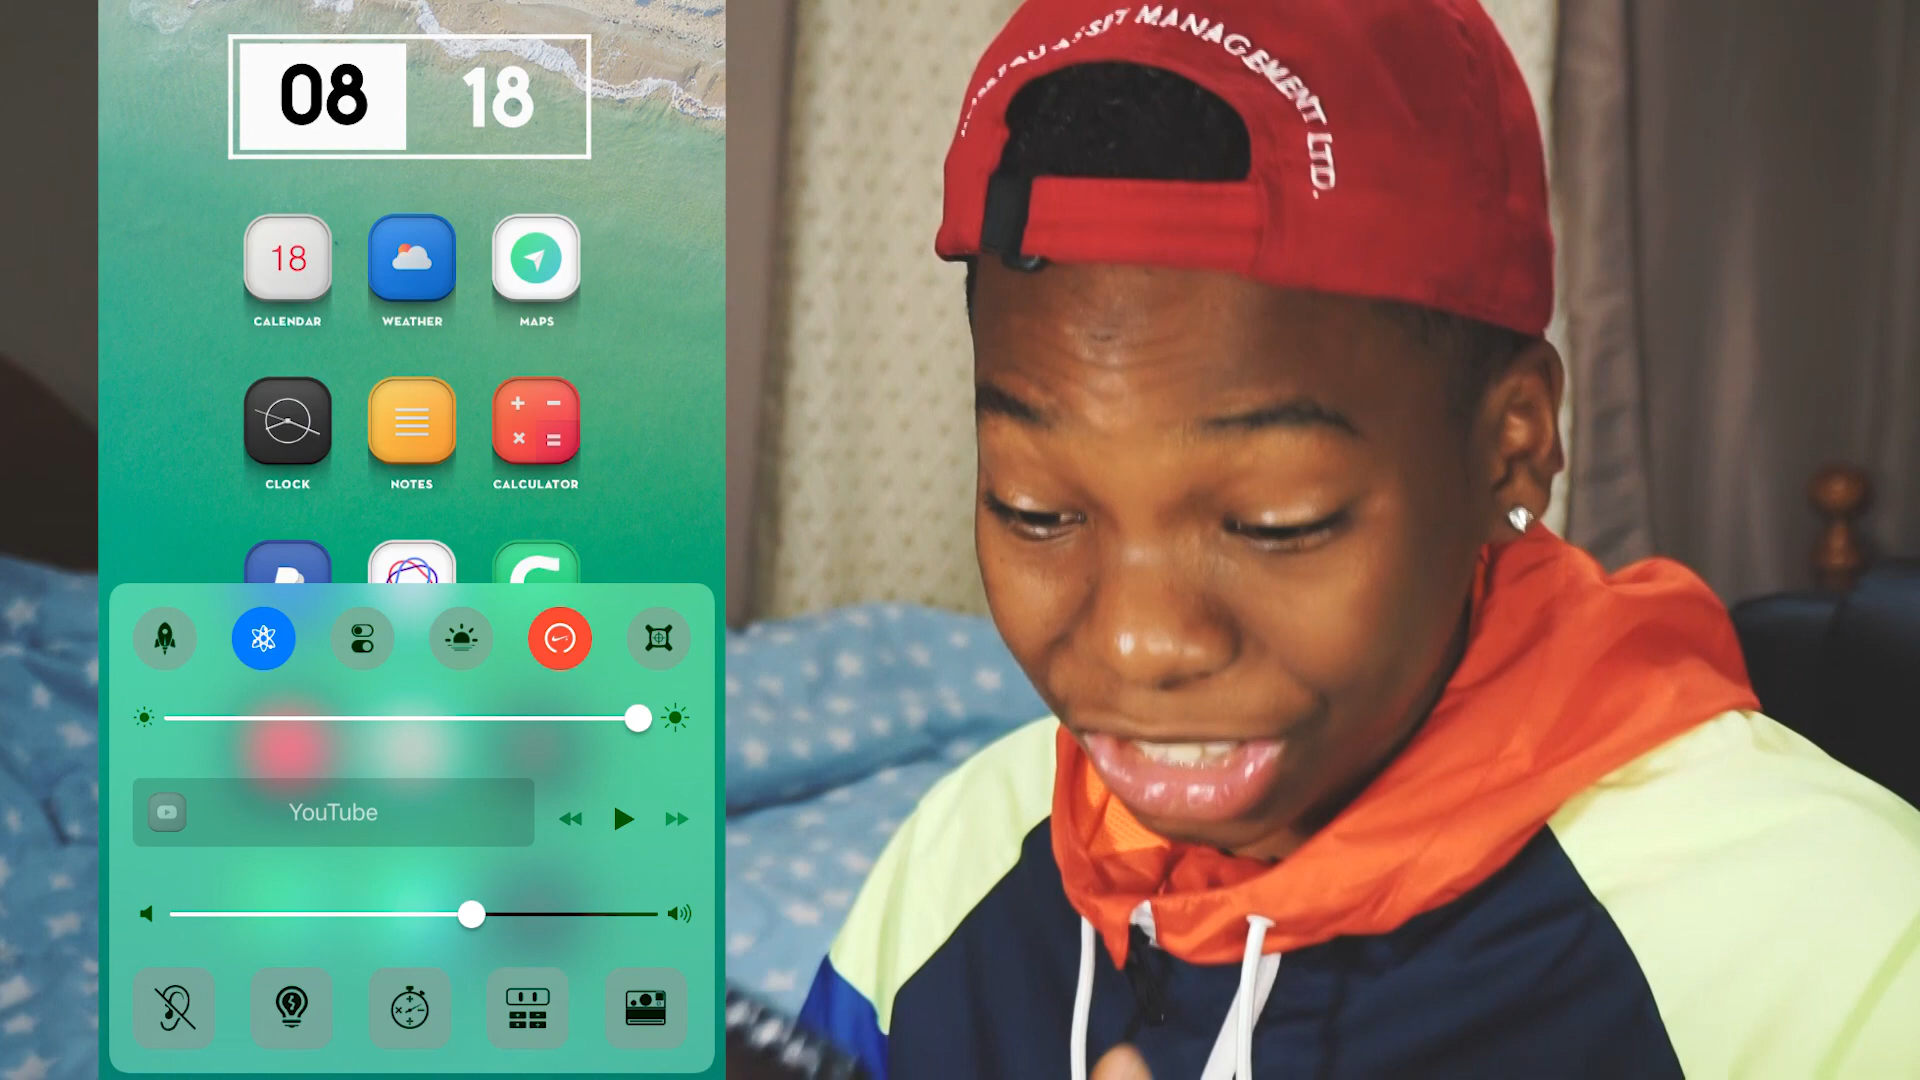 08 18
18
CALENDAR WEATHER MAPS
CLOCK NOTES CALCULATOR
YouTube
MANAGEMENT LTD.